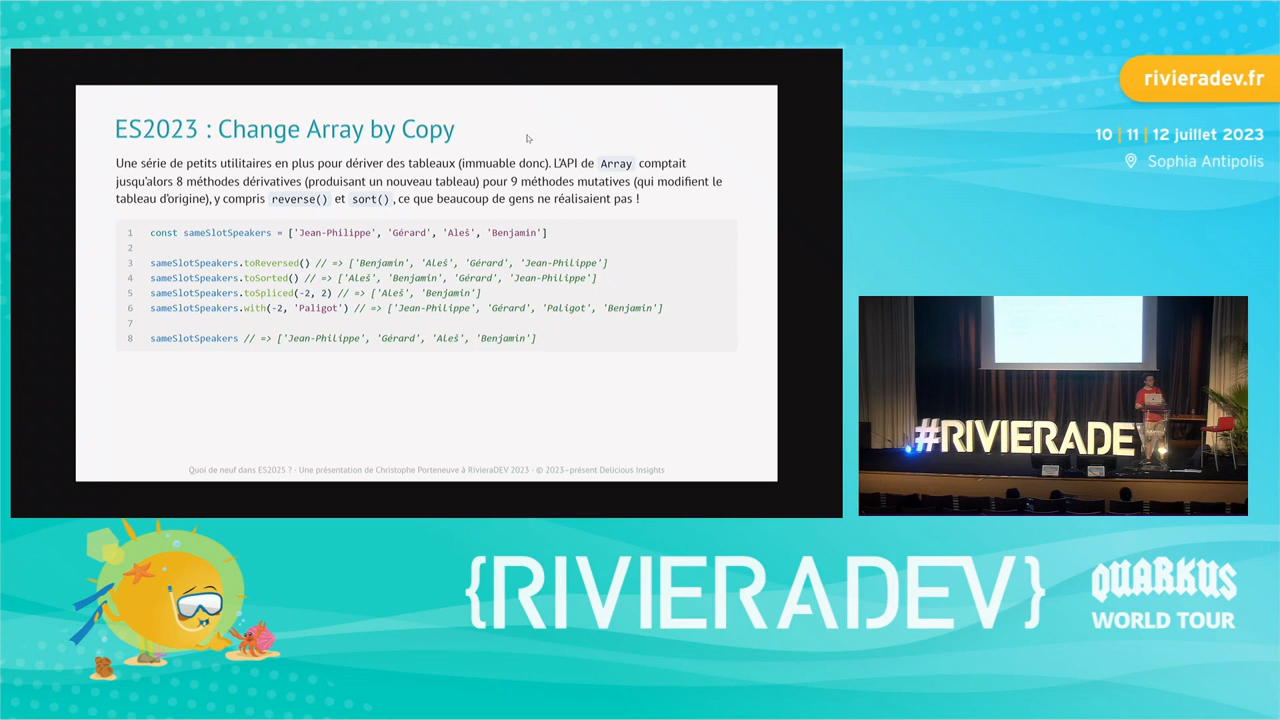 ES2023 : Change Array by Copy
Une série de petits utilitaires en plus pour dériver des tableaux (immuable donc). L'API de Array comptait
jusqu'alors 8 méthodes dérivatives (produisant un nouveau tableau) pour 9 méthodes mutatives (qui modifient le
tableau d'origine), y compris reverse() et sort(), ce que beaucoup de gens ne réalisaient pas !
1 const sameSlotSpeakers = ['Jean-Philippe', 'Gérard', 'Aleš', 'Benjamin']
2
3 sameSlotSpeakers.toReversed() // => ['Benjamin', 'Aleš', 'Gérard', 'Jean-Philippe']
4 sameSlotSpeakers.toSorted() // => ['Aleš', 'Benjamin', 'Gérard', 'Jean-Philippe']
5 sameSlotSpeakers.toSpliced(-2, 2) // => ['Aleš', 'Benjamin']
6 sameSlotSpeakers.with(-2, 'Paligot') // => ['Jean-Philippe', 'Gérard', 'Paligot', 'Benjamin']
7
8 sameSlotSpeakers // => ['Jean-Philippe', 'Gérard', 'Aleš', 'Benjamin']
Quoi de neuf dans ES2025 ? · Une présentation de Christophe Porteneuve à RivieraDEV 2023 · © 2023–présent Delicious Insights
rivieradev.fr
10 | 11 | 12 juillet 2023
Sophia Antipolis
#RIVIERADE
{RIVIERADEV}
QUARKUS
WORLD TOUR